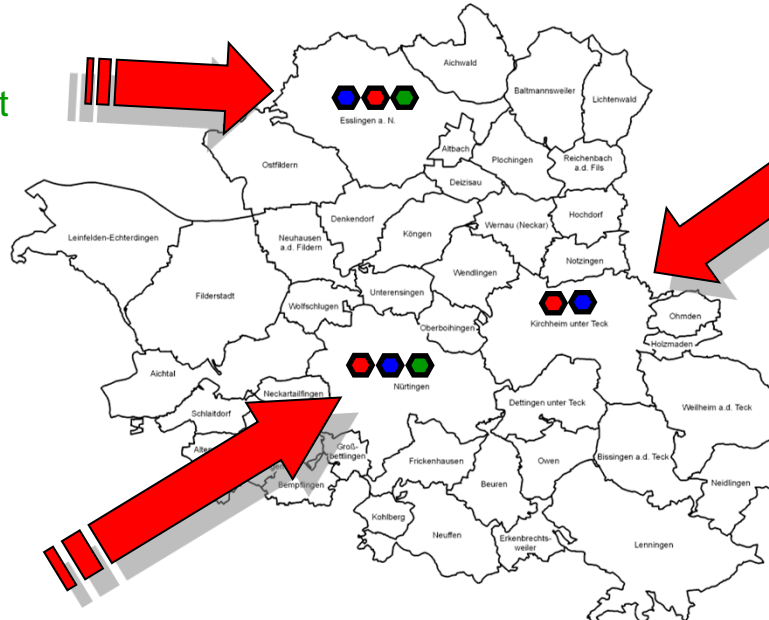 Aichwald
Baltmannsweiler
Lichtenwald
t
Esslingen a. N.
Altbach
Plochingen
Reichenbach
a.d. Fils
Ostfildern
Deizisau
Denkendorf
Hochdorf
Köngen
Wernau (Neckar)
Leinfelden-Echterdingen
Neuhausen
a.d. Fildern
Notzingen
Wendlingen
Filderstadt
Unterensingen
Wolfschlugen
Ohmden
Kirchheim unter Teck
Oberboihingen
Holzmaden
Aichtal
Nürtingen
Neckartailfingen
Dettingen unter Teck
Weilheim a.d. Teck
Schlaitdorf
Groß-
bettlingen
Frickenhausen
Owen
Bissingen a.d. Teck
Bempflingen
Beuren
Neidlingen
Kohlberg
Neuffen
Erkenbrechts-
weiler
Lenningen